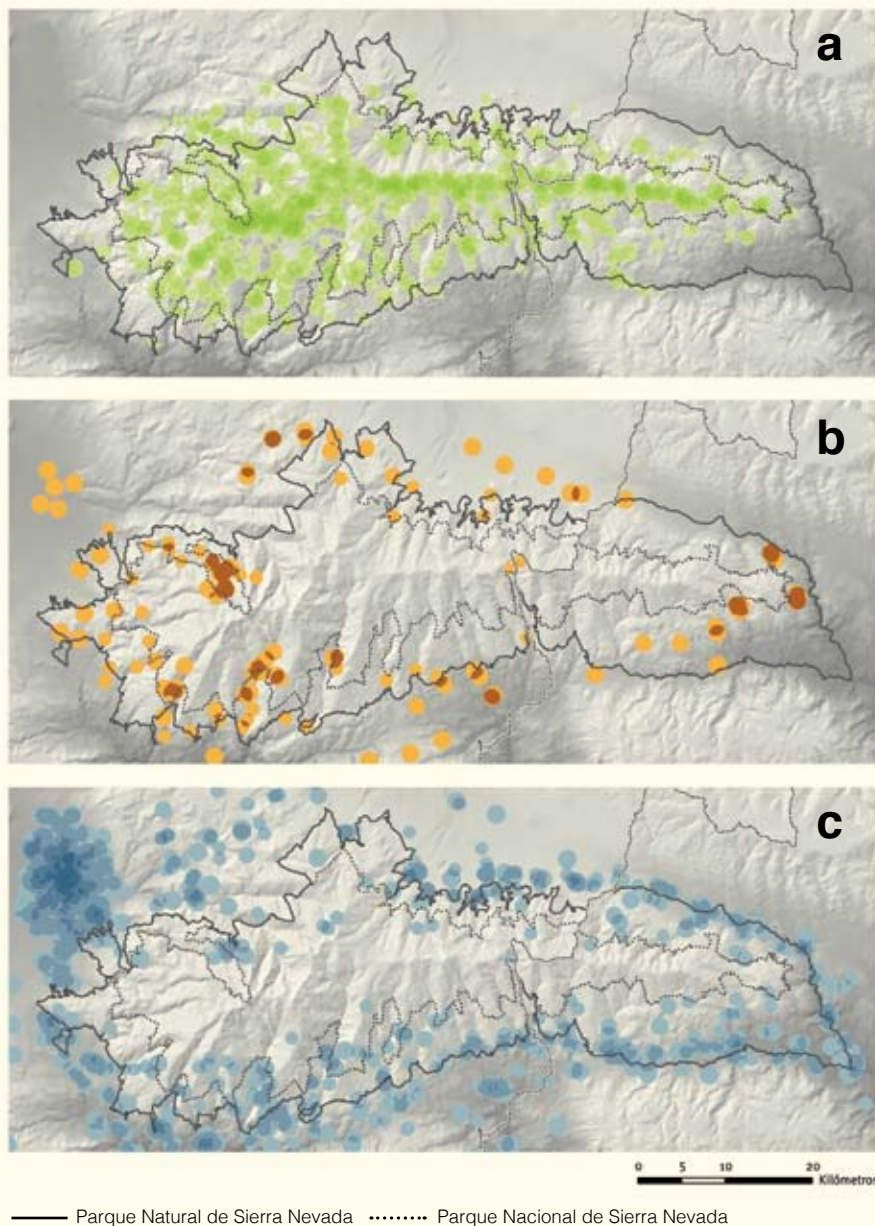 a
b
c
0 5 10 20
Kilómetros
Parque Natural de Sierra Nevada Parque Nacional de Sierra Nevada